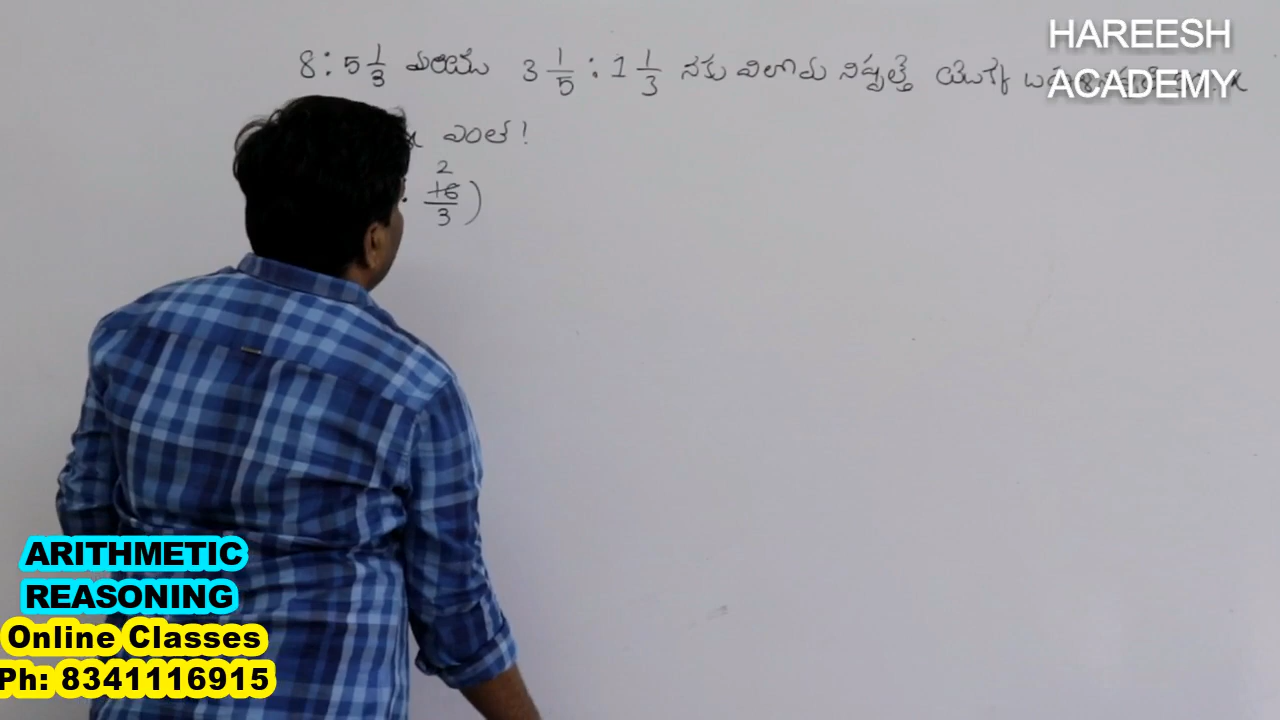 8 : 5 1/3 మరియు 3 1/5 : 1 1/3 నకు విలోమ నిష్పత్తి యొక్క
x ఎంత !
2
: 16/3 )
HAREESH
ACADEMY
ARITHMETIC
REASONING
Online Classes
Ph: 8341116915